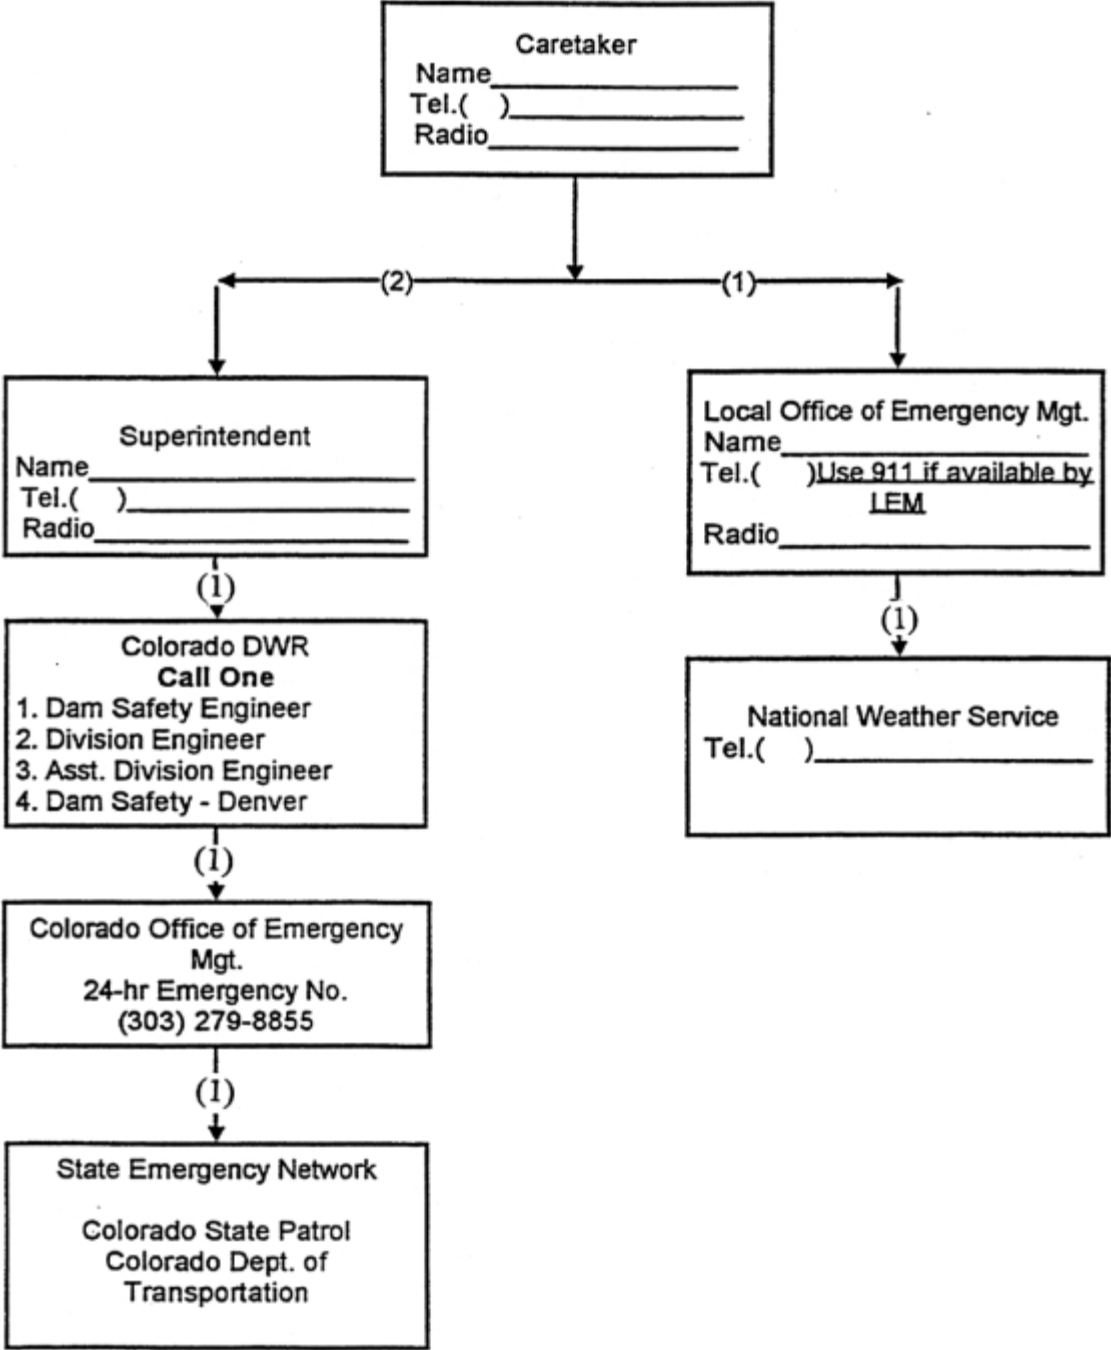 Caretaker
Name
Tel.( )
Radio
(2)
(1)
Superintendent
Name
Tel.( )
Radio
(1)
Colorado DWR
Call One
1. Dam Safety Engineer
2. Division Engineer
3. Asst. Division Engineer
4. Dam Safety - Denver
(1)
Colorado Office of Emergency
Mgt.
24-hr Emergency No.
(303) 279-8855
(1)
State Emergency Network
Colorado State Patrol
Colorado Dept. of
Transportation
Local Office of Emergency Mgt.
Name
Tel.( )Use 911 if available by
LEM
Radio
(1)
National Weather Service
Tel.( )